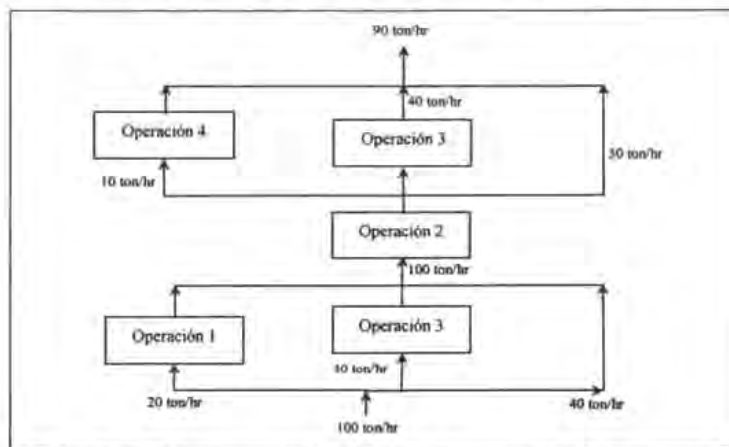 90 ton/hr
40 ton/hr
Operación 4
Operación 3
50 ton/hr
10 ton/hr
Operación 2
100 ton/hr
Operación 1
Operación 3
40 ton/hr
20 ton/hr
40 ton/hr
100 ton/hr